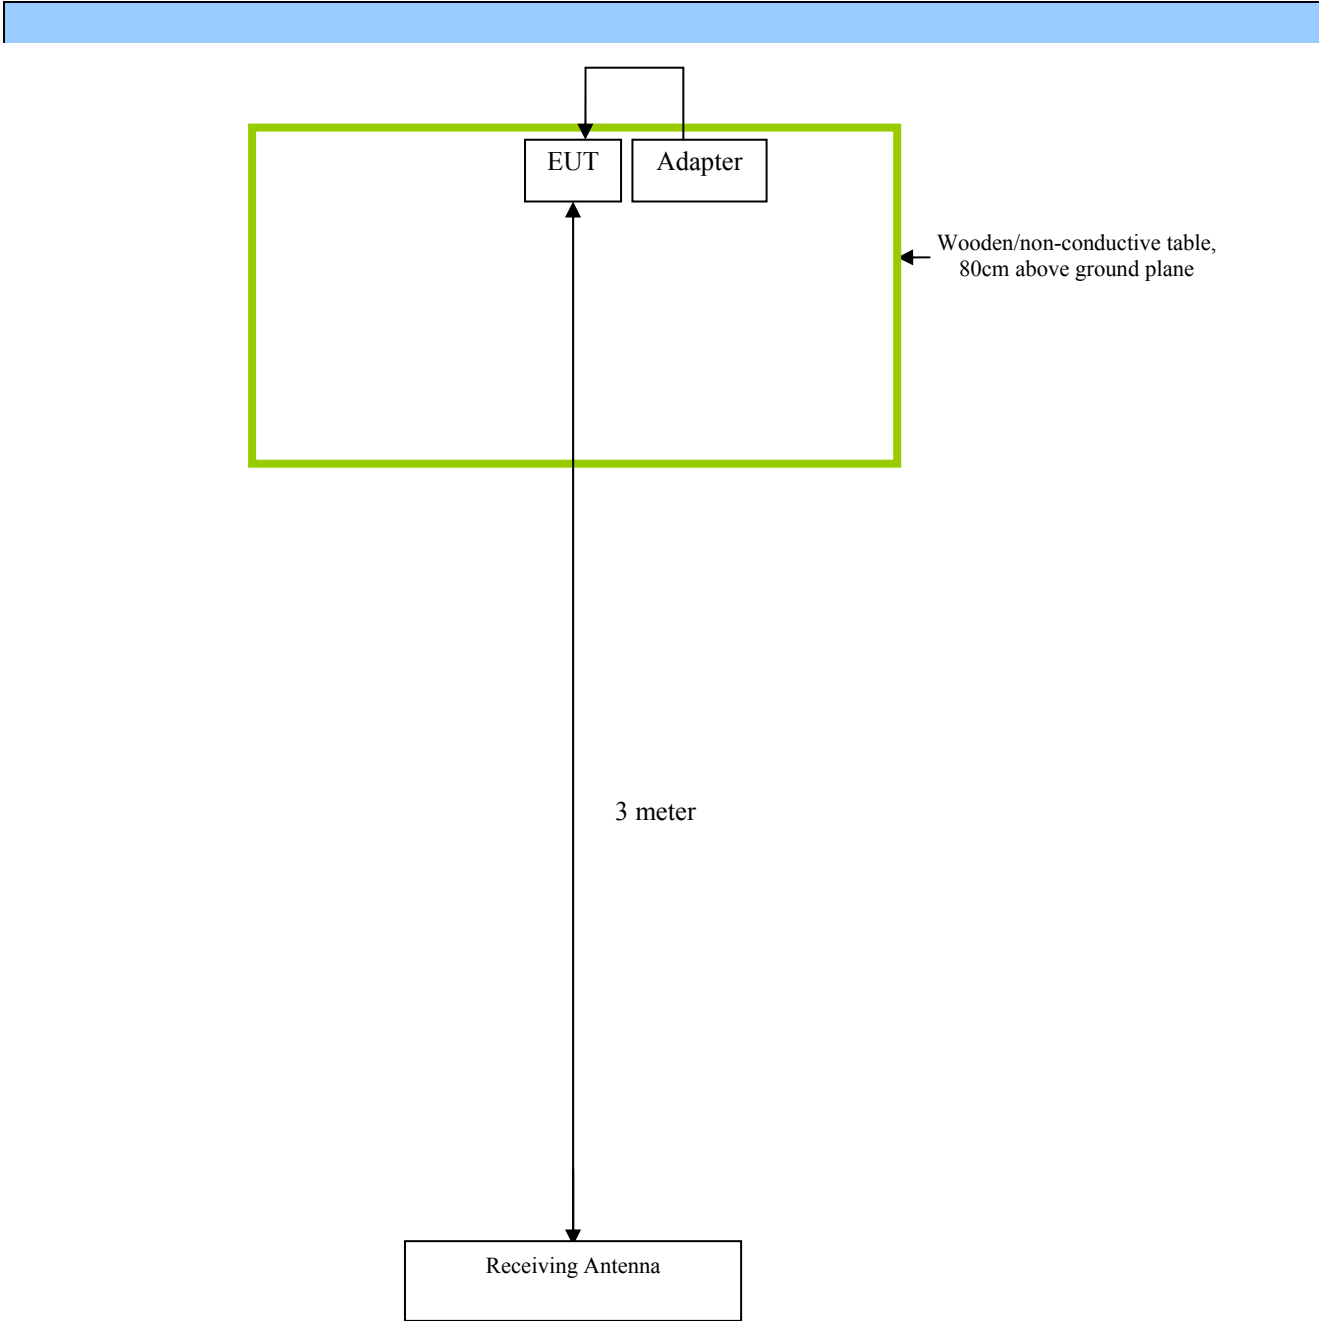 EUT
Adapter
Wooden/non-conductive table,
80cm above ground plane
3 meter
Receiving Antenna